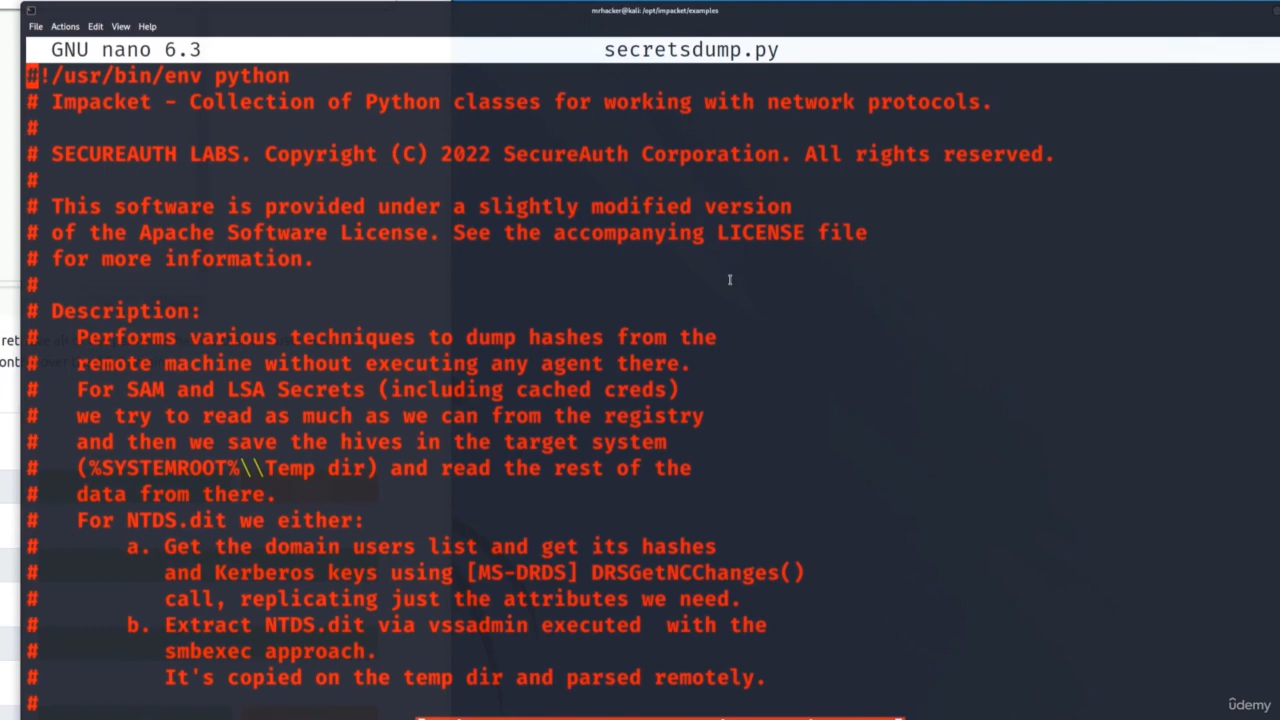 mrhacker@kali: /opt/impacket/examples
File Actions Edit View Help
GNU nano 6.3 secretsdump.py
#!/usr/bin/env python
# Impacket - Collection of Python classes for working with network protocols.
#
# SECUREAUTH LABS. Copyright (C) 2022 SecureAuth Corporation. All rights reserved.
#
# This software is provided under a slightly modified version
# of the Apache Software License. See the accompanying LICENSE file
# for more information.
#
# Description:
#   Performs various techniques to dump hashes from the
#   remote machine without executing any agent there.
#   For SAM and LSA Secrets (including cached creds)
#   we try to read as much as we can from the registry
#   and then we save the hives in the target system
#   (%SYSTEMROOT%\\Temp dir) and read the rest of the
#   data from there.
#   For NTDS.dit we either:
#       a. Get the domain users list and get its hashes
#          and Kerberos keys using [MS-DRDS] DRSGetNCChanges()
#          call, replicating just the attributes we need.
#       b. Extract NTDS.dit via vssadmin executed  with the
#          smbexec approach.
#          It's copied on the temp dir and parsed remotely.
#
ûdemy